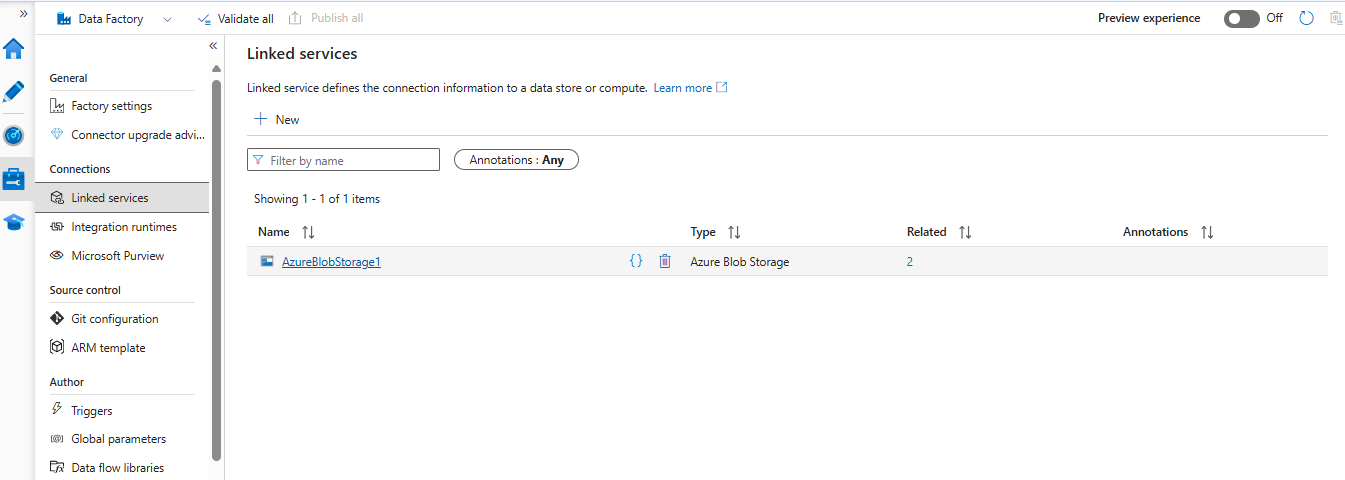 Data Factory Validate all Publish all Preview experience Off
General
Factory settings
Connector upgrade advi...
Connections
Linked services
Integration runtimes
Microsoft Purview
Source control
Git configuration
ARM template
Author
Triggers
Global parameters
Data flow libraries
Linked services
Linked service defines the connection information to a data store or compute. Learn more
New
Filter by name Annotations : Any
Showing 1 - 1 of 1 items
Name Type Related Annotations
AzureBlobStorage1 {} Azure Blob Storage 2